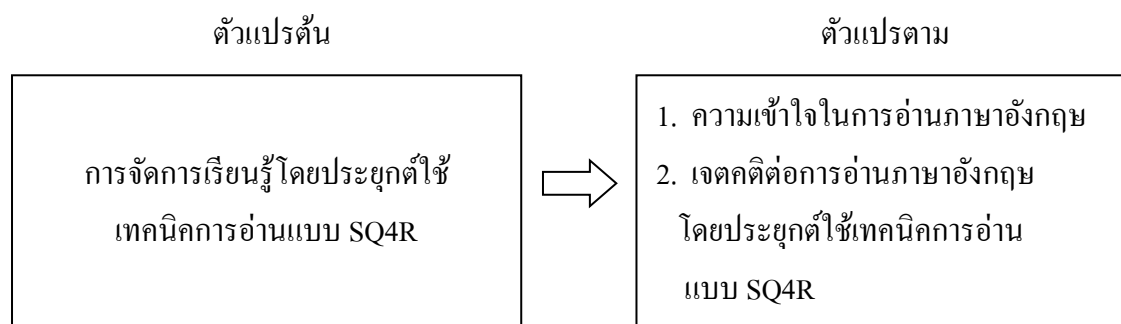 ตัวแปรต้น
ตัวแปรตาม
การจัดการเรียนรู้โดยประยุกต์ใช้
เทคนิคการอ่านแบบ SQ4R
1. ความเข้าใจในการอ่านภาษาอังกฤษ
2. เจตคติต่อการอ่านภาษาอังกฤษ
โดยประยุกต์ใช้เทคนิคการอ่าน
แบบ SQ4R